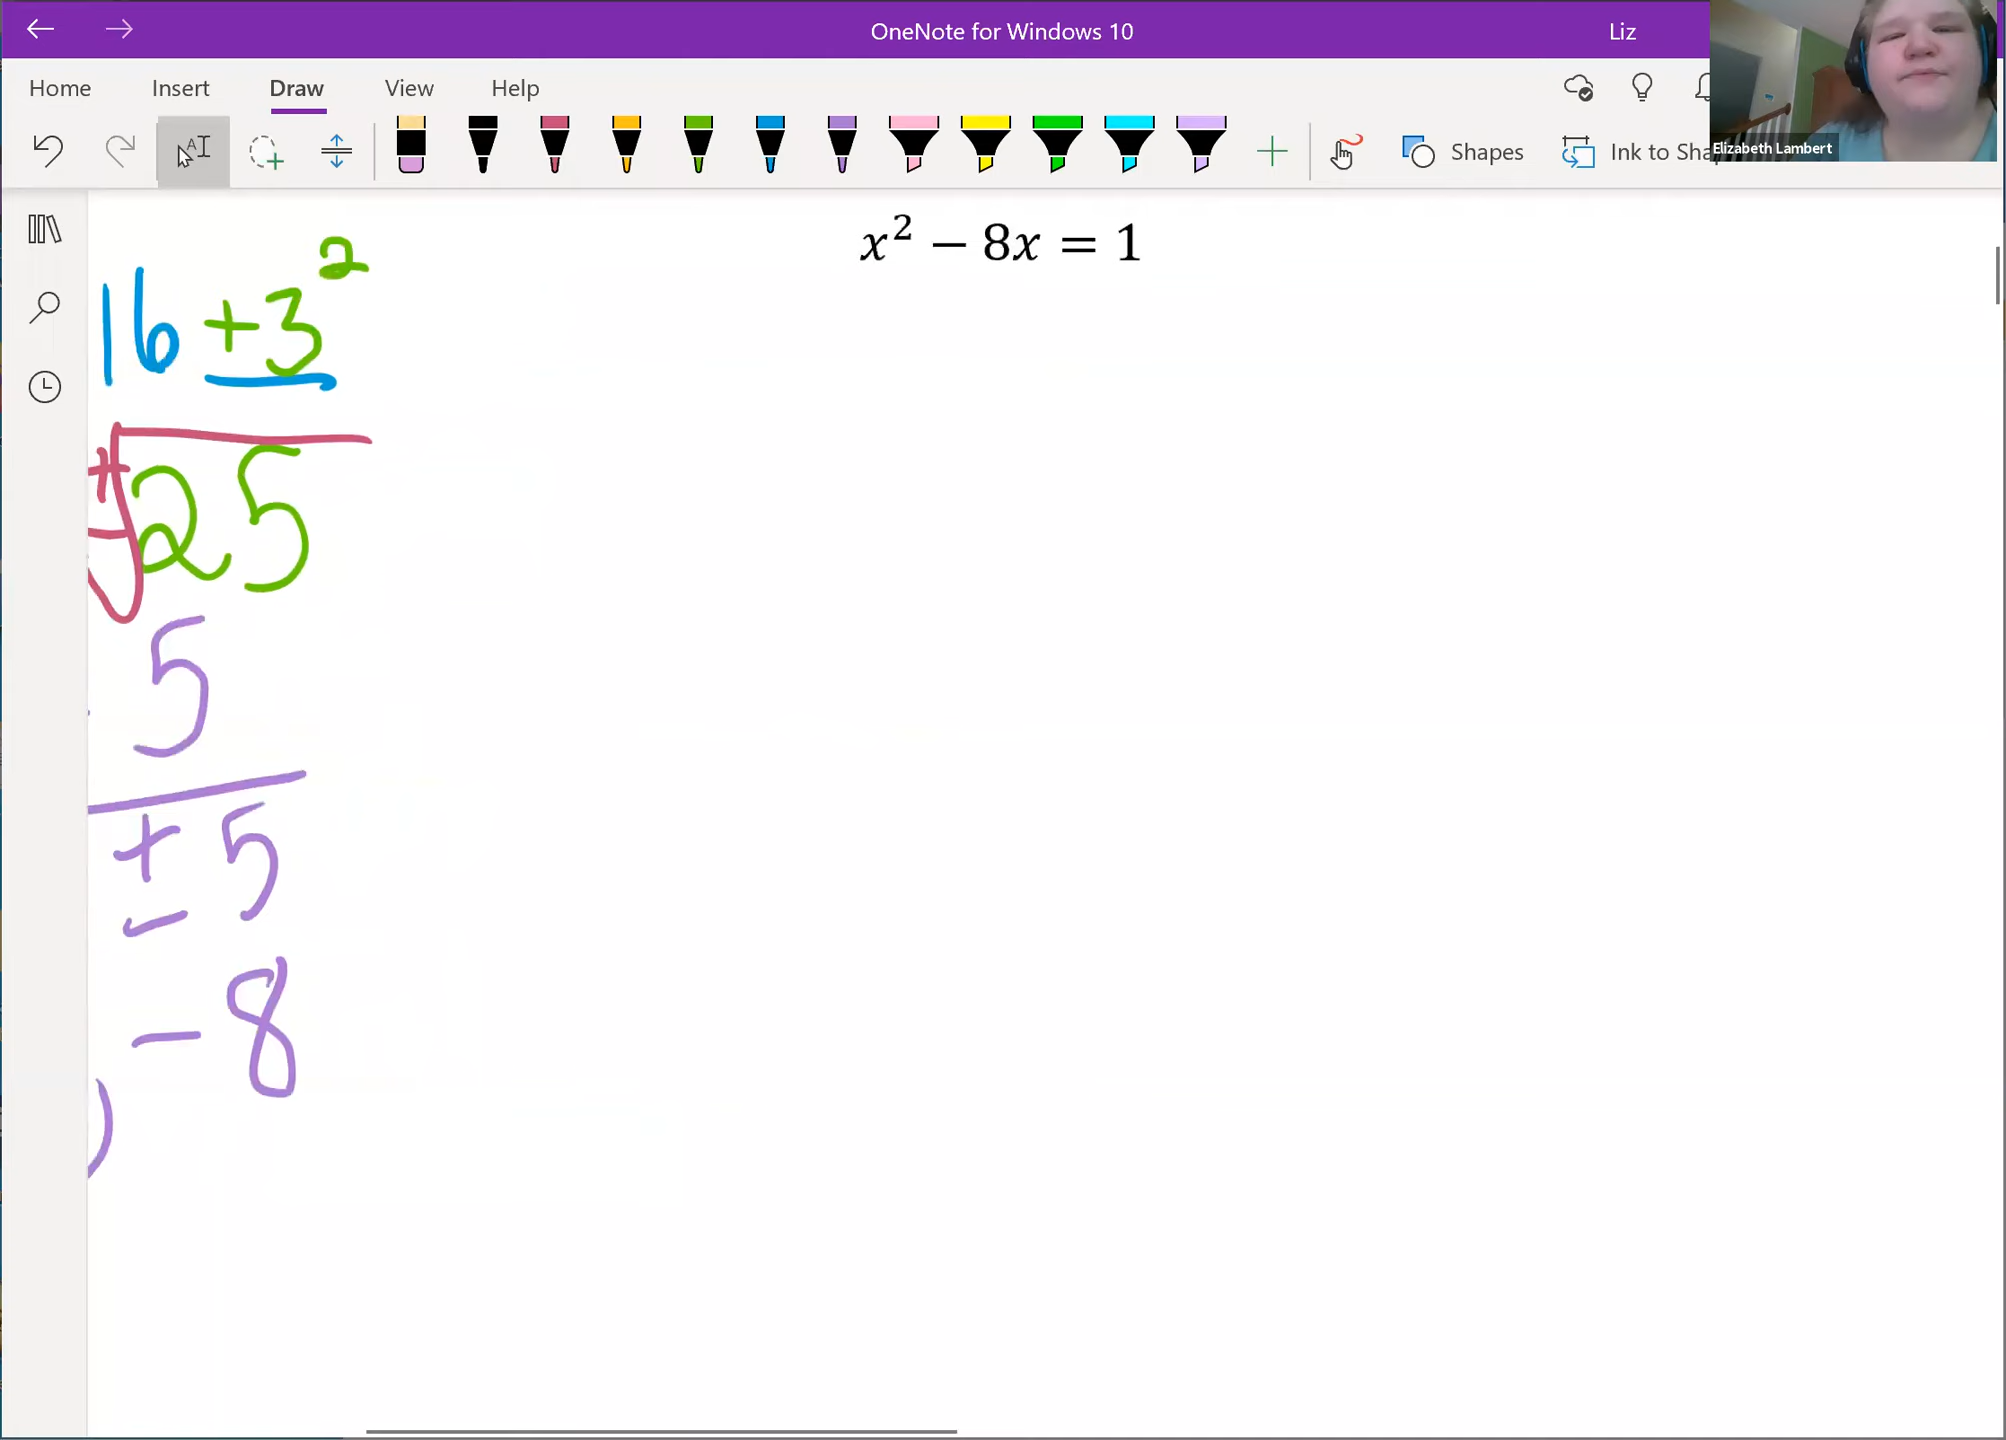 OneNote for Windows 10
Liz
Home Insert Draw View Help
Shapes
Ink to Sha
Elizabeth Lambert
x² − 8x = 1
16 +3²
√25
5
± 5
− 8
)